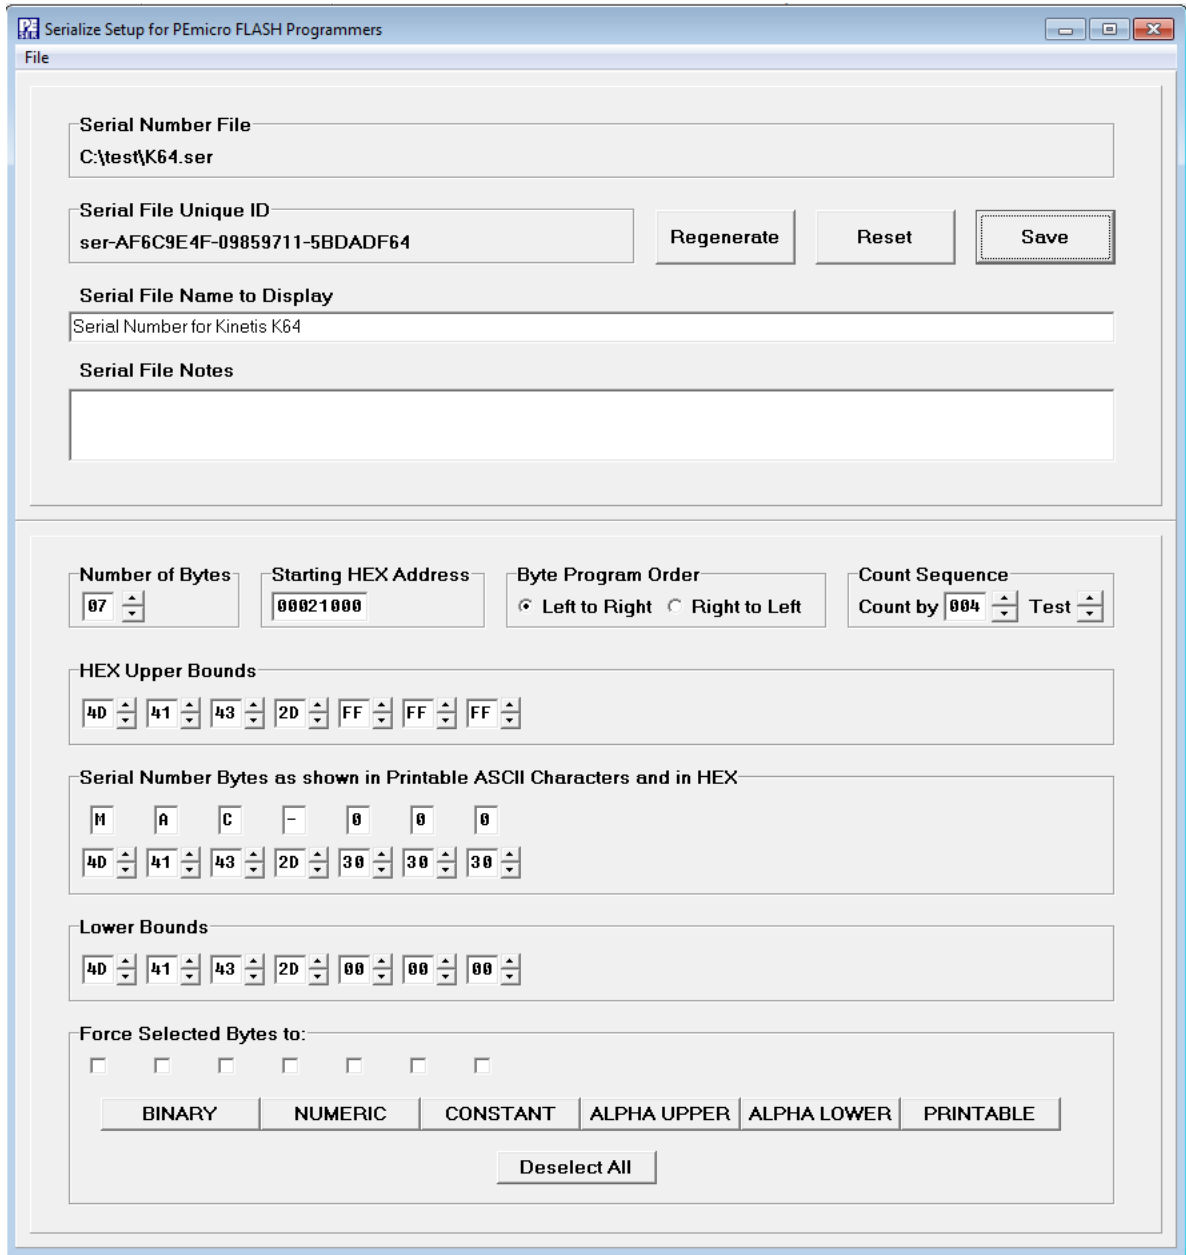 Serialize Setup for PEmicro FLASH Programmers
File
Serial Number File
C:\test\K64.ser
Serial File Unique ID
ser-AF6C9E4F-09859711-5BDADF64
Regenerate Reset Save
Serial File Name to Display
Serial Number for Kinetis K64
Serial File Notes
Number of Bytes Starting HEX Address Byte Program Order Count Sequence
07 00021000 Left to Right Right to Left Count by 004 Test
HEX Upper Bounds
4D 41 43 2D FF FF FF
Serial Number Bytes as shown in Printable ASCII Characters and in HEX
M A C - 0 0 0
4D 41 43 2D 30 30 30
Lower Bounds
4D 41 43 2D 00 00 00
Force Selected Bytes to:
BINARY NUMERIC CONSTANT ALPHA UPPER ALPHA LOWER PRINTABLE
Deselect All